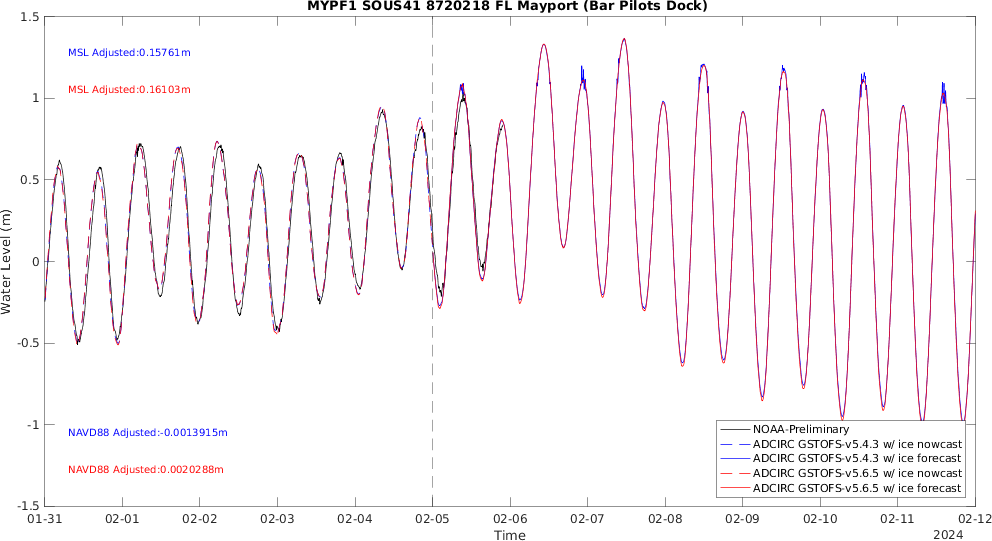 MYPF1 SOUS41 8720218 FL Mayport (Bar Pilots Dock)
1.5
1
0.5
0
-0.5
-1
-1.5
Water Level (m)
MSL Adjusted:0.15761m
MSL Adjusted:0.16103m
NAVD88 Adjusted:-0.0013915m
NAVD88 Adjusted:0.0020288m
NOAA-Preliminary
ADCIRC GSTOFS-v5.4.3 w/ ice nowcast
ADCIRC GSTOFS-v5.4.3 w/ ice forecast
ADCIRC GSTOFS-v5.6.5 w/ ice nowcast
ADCIRC GSTOFS-v5.6.5 w/ ice forecast
01-31 02-01 02-02 02-03 02-04 02-05 02-06 02-07 02-08 02-09 02-10 02-11 02-12
Time
2024